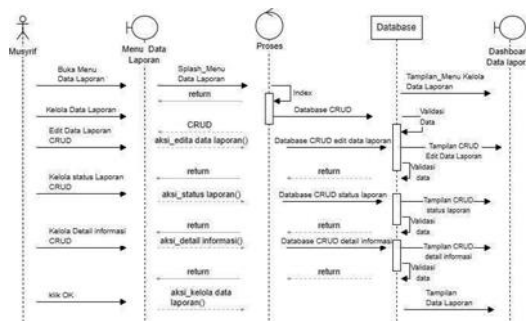 Musyrif
Menu Data
Laporan
Proses
Database
Dashboar
Data lapor
Buka Menu
Data Laporan
Splash_Menu
Data Laporan
return
Index
Tampilan_Menu Kelola
Data Laporan
Kelola Data Laporan
Database CRUD
Validasi
Data
Edit Data Laporan
CRUD
CRUD
aksi_edita data laporan()
Database CRUD edit data laporan
Tampilan CRUD
Edit Data Laporan
return
return
Validasi
data
Kelola status Laporan
CRUD
aksi_status laporan()
Database CRUD status laporan
Tampilan CRUD
status laporan
return
return
Validasi
data
Kelola Detail informasi
CRUD
aksi_detail informasi()
Database CRUD detail informasi
Tampilan CRUD
detail informasi
return
return
Validasi
data
klik OK
aksi_kelola data
laporan()
Tampilan
Data Laporan